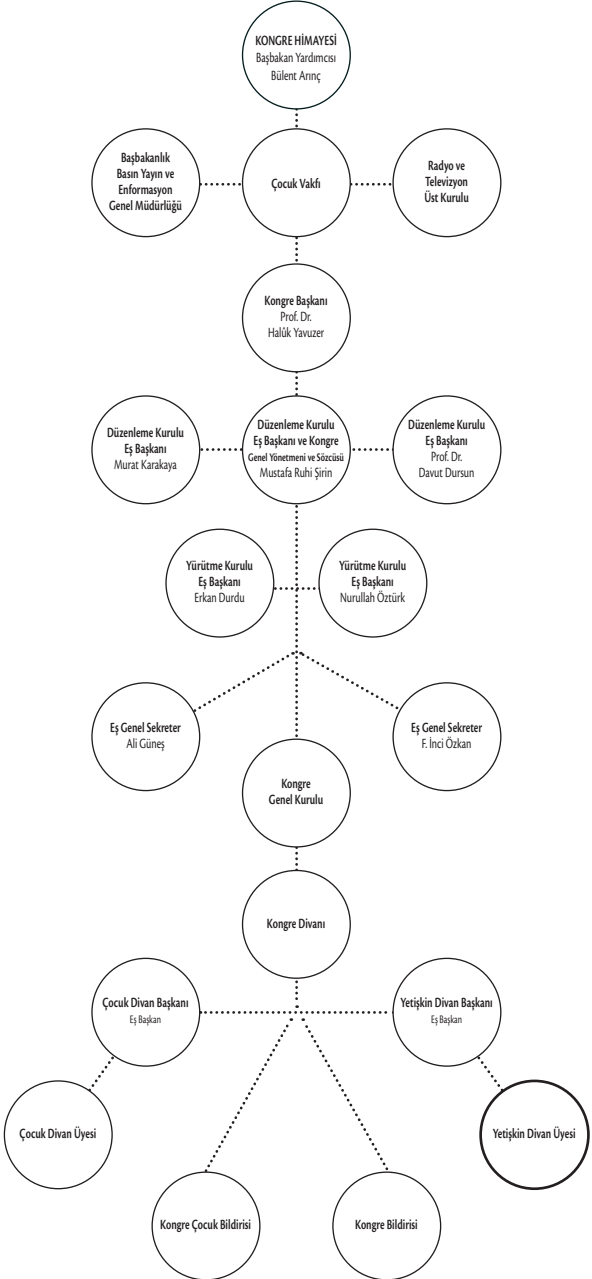 KONGRE HİMAYESİ
Başbakan Yardımcısı
Bülent Arınç
Başbakanlık
Basın Yayın ve
Enformasyon
Genel Müdürlüğü
Çocuk Vakfı
Radyo ve
Televizyon
Üst Kurulu
Kongre Başkanı
Prof. Dr.
Halûk Yavuzer
Düzenleme Kurulu
Eş Başkanı
Murat Karakaya
Düzenleme Kurulu
Eş Başkanı ve Kongre
Genel Yönetmeni ve Sözcüsü
Mustafa Ruhi Şirin
Düzenleme Kurulu
Eş Başkanı
Prof. Dr.
Davut Dursun
Yürütme Kurulu
Eş Başkanı
Erkan Durdu
Yürütme Kurulu
Eş Başkanı
Nurullah Öztürk
Eş Genel Sekreter
Ali Güneş
Eş Genel Sekreter
F. İnci Özkan
Kongre
Genel Kurulu
Kongre Divanı
Çocuk Divan Başkanı
Eş Başkan
Yetişkin Divan Başkanı
Eş Başkan
Çocuk Divan Üyesi
Yetişkin Divan Üyesi
Kongre Çocuk Bildirisi
Kongre Bildirisi